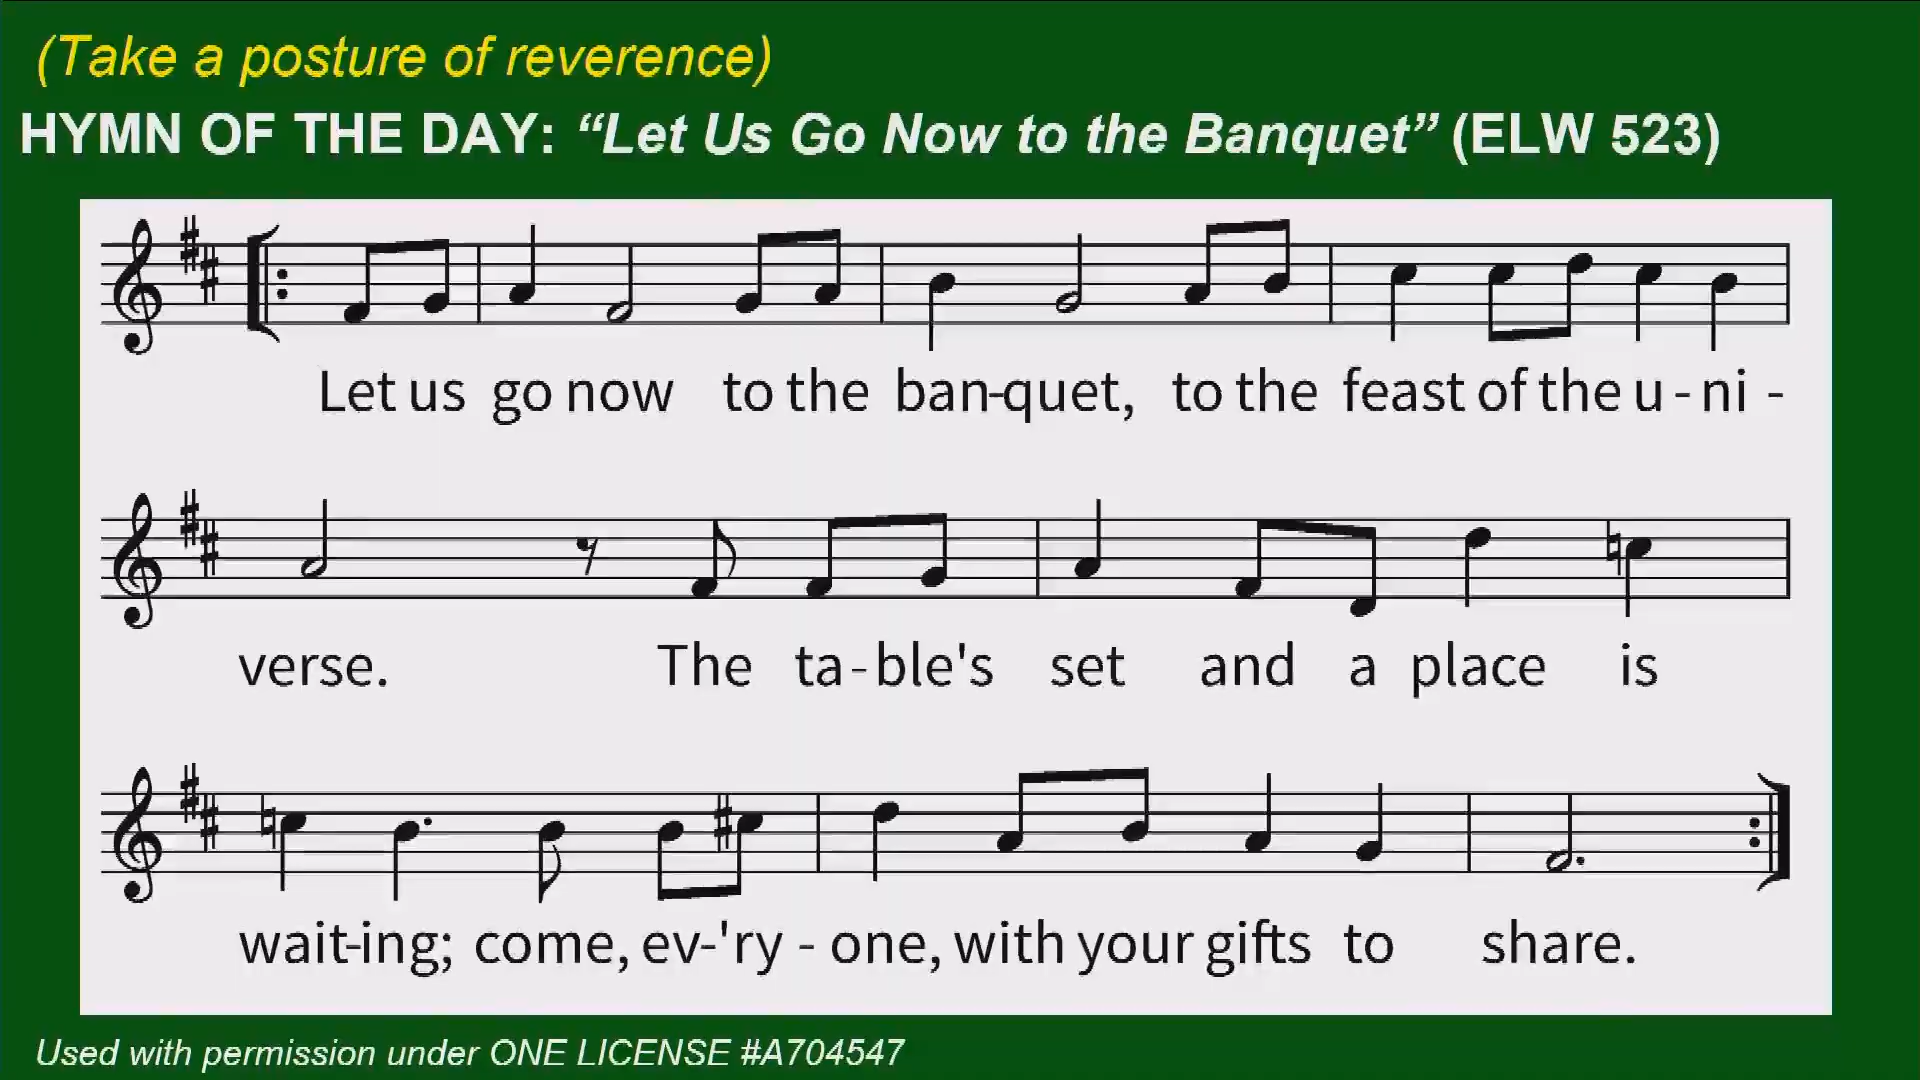 (Take a posture of reverence)
HYMN OF THE DAY: “Let Us Go Now to the Banquet” (ELW 523)
Let us go now to the ban-quet, to the feast of the u - ni -
verse. The ta - ble's set and a place is
wait-ing; come, ev-'ry - one, with your gifts to share.
Used with permission under ONE LICENSE #A704547